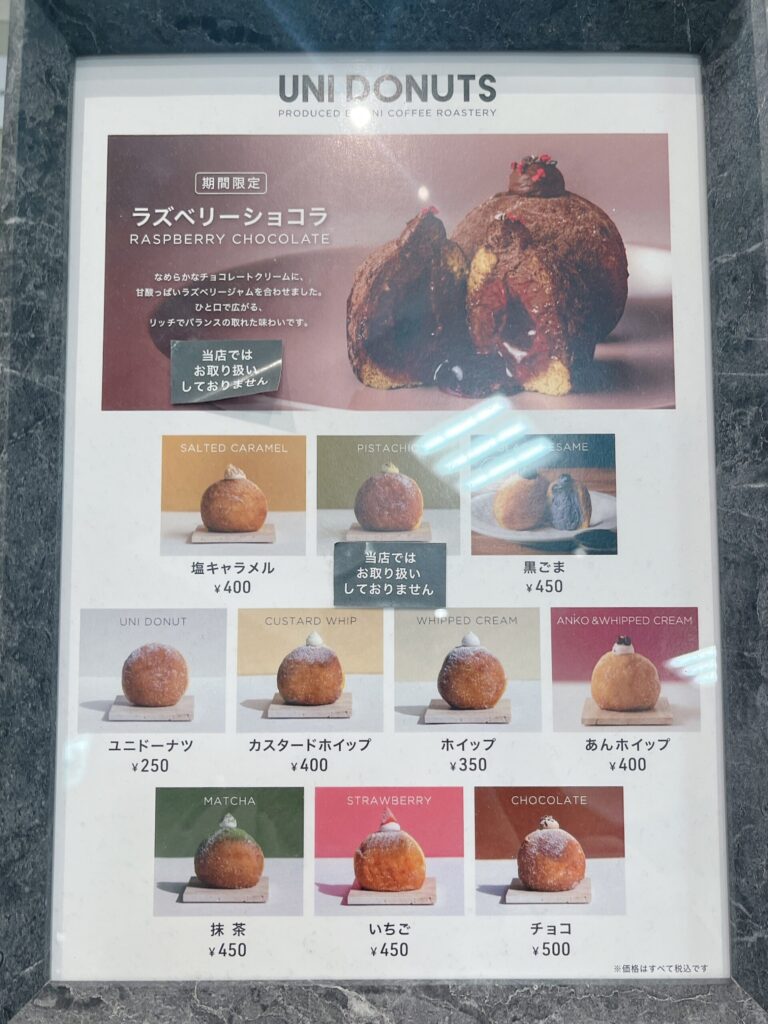 UNI DONUTS
PRODUCED BY UNI COFFEE ROASTERY
期間限定
ラズベリーショコラ
RASPBERRY CHOCOLATE
なめらかなチョコレートクリームに、
甘酸っぱいラズベリージャムを合わせました。
ひと口で広がる、
リッチでバランスの取れた味わいです。
当店では
お取り扱い
しておりません
SALTED CARAMEL
塩キャラメル
¥400
PISTACHIO
当店では
お取り扱い
しておりません
SESAME
黒ごま
¥450
UNI DONUT
ユニドーナツ
¥250
CUSTARD WHIP
カスタードホイップ
¥400
WHIPPED CREAM
ホイップ
¥350
ANKO & WHIPPED CREAM
あんホイップ
¥400
MATCHA
抹茶
¥450
STRAWBERRY
いちご
¥450
CHOCOLATE
チョコ
¥500
※価格はすべて税込です